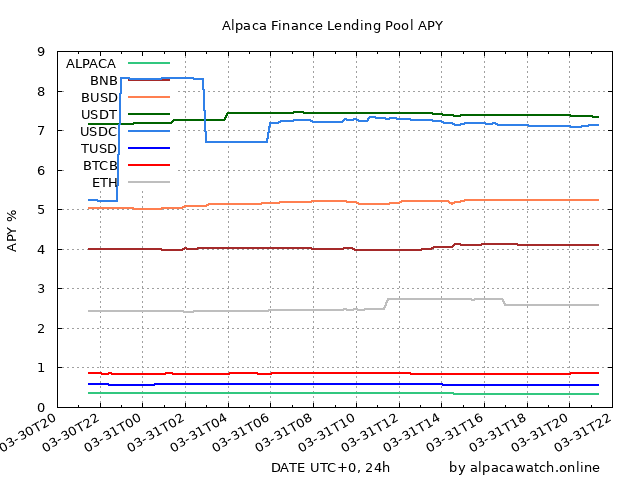 Alpaca Finance Lending Pool APY
APY %
9
8
7
6
5
4
3
2
1
0
ALPACA
BNB
BUSD
USDT
USDC
TUSD
BTCB
ETH
03-30T20
03-30T22
03-31T00
03-31T02
03-31T04
03-31T06
03-31T08
03-31T10
03-31T12
03-31T14
03-31T16
03-31T18
03-31T20
03-31T22
DATE UTC+0, 24h
by alpacawatch.online